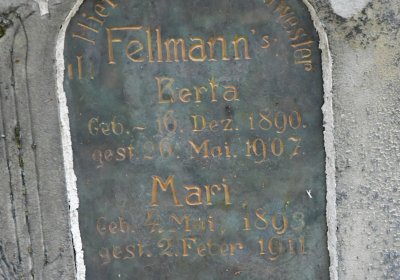 Hier
Fellmann's
Berta
Geb. - 16. Dez. 1890.
gest. 26. Mai. 1907.
Mari
Geb. 4. Mai, 1893
gest. 2. Feber 1911.